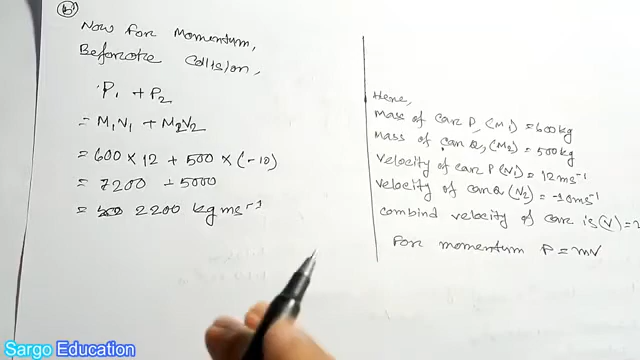 Now For Momentum,
Beforote Collision,
P₁ + P₂
= M₁V₁ + M₂V₂
= 600 × 12 + 500 × (-10)
= 7200 - 5000
= 2200 kgms⁻¹
Here,
Mass of car P, (M₁) = 600kg
Mass of car Q, (M₂) = 500kg
velocity of car P (V₁) = 12ms⁻¹
velocity of car Q (V₂) = -10ms⁻¹
combind velocity of car is (V) = 2
For momentum P = mv
Sargo Education